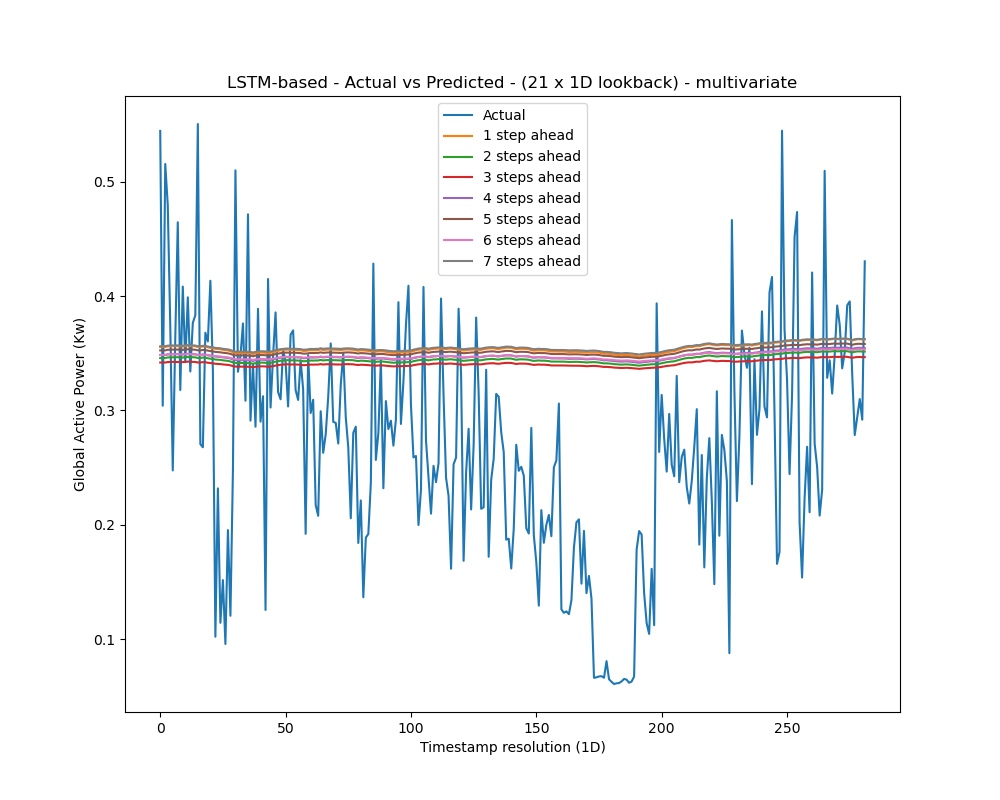 LSTM-based - Actual vs Predicted - (21 x 1D lookback) - multivariate
Actual
1 step ahead
2 steps ahead
3 steps ahead
4 steps ahead
5 steps ahead
6 steps ahead
7 steps ahead
Global Active Power (Kw)
0.5
0.4
0.3
0.2
0.1
0 50 100 150 200 250
Timestamp resolution (1D)